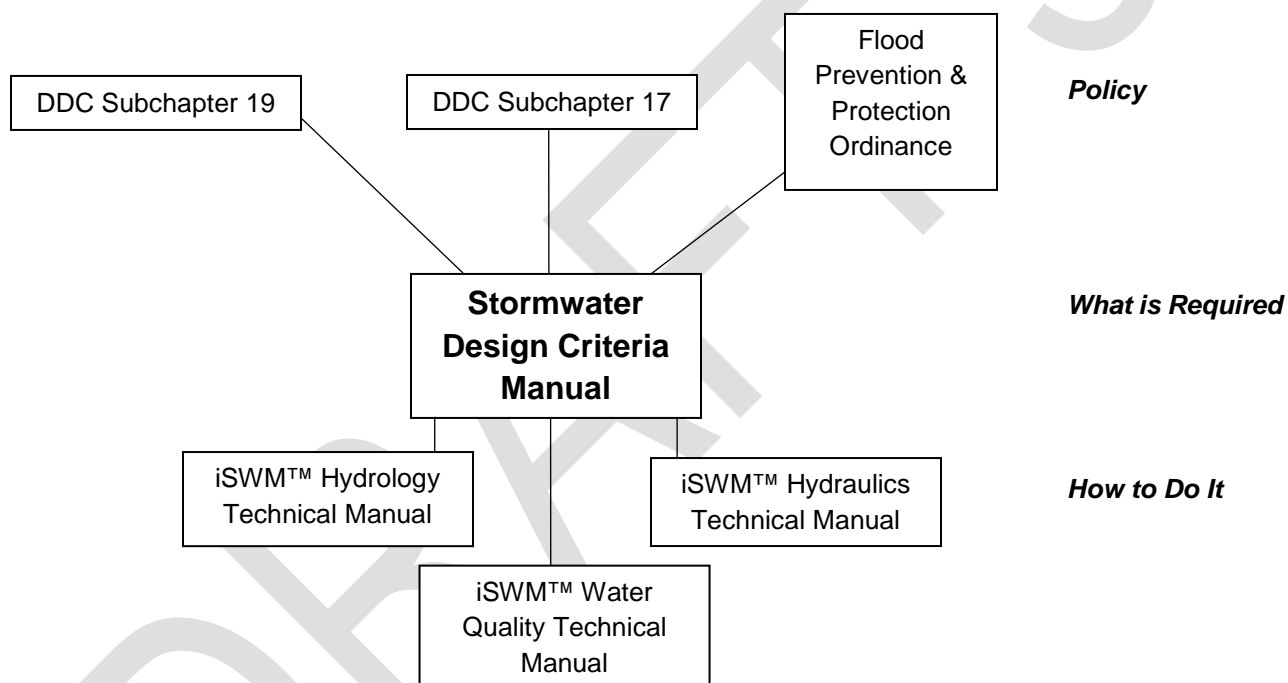 DDC Subchapter 19
DDC Subchapter 17
Flood
Prevention &
Protection
Ordinance
Policy
Stormwater
Design Criteria
Manual
What is Required
iSWM™ Hydrology
Technical Manual
iSWM™ Hydraulics
Technical Manual
How to Do It
iSWM™ Water
Quality Technical
Manual
DRAFT